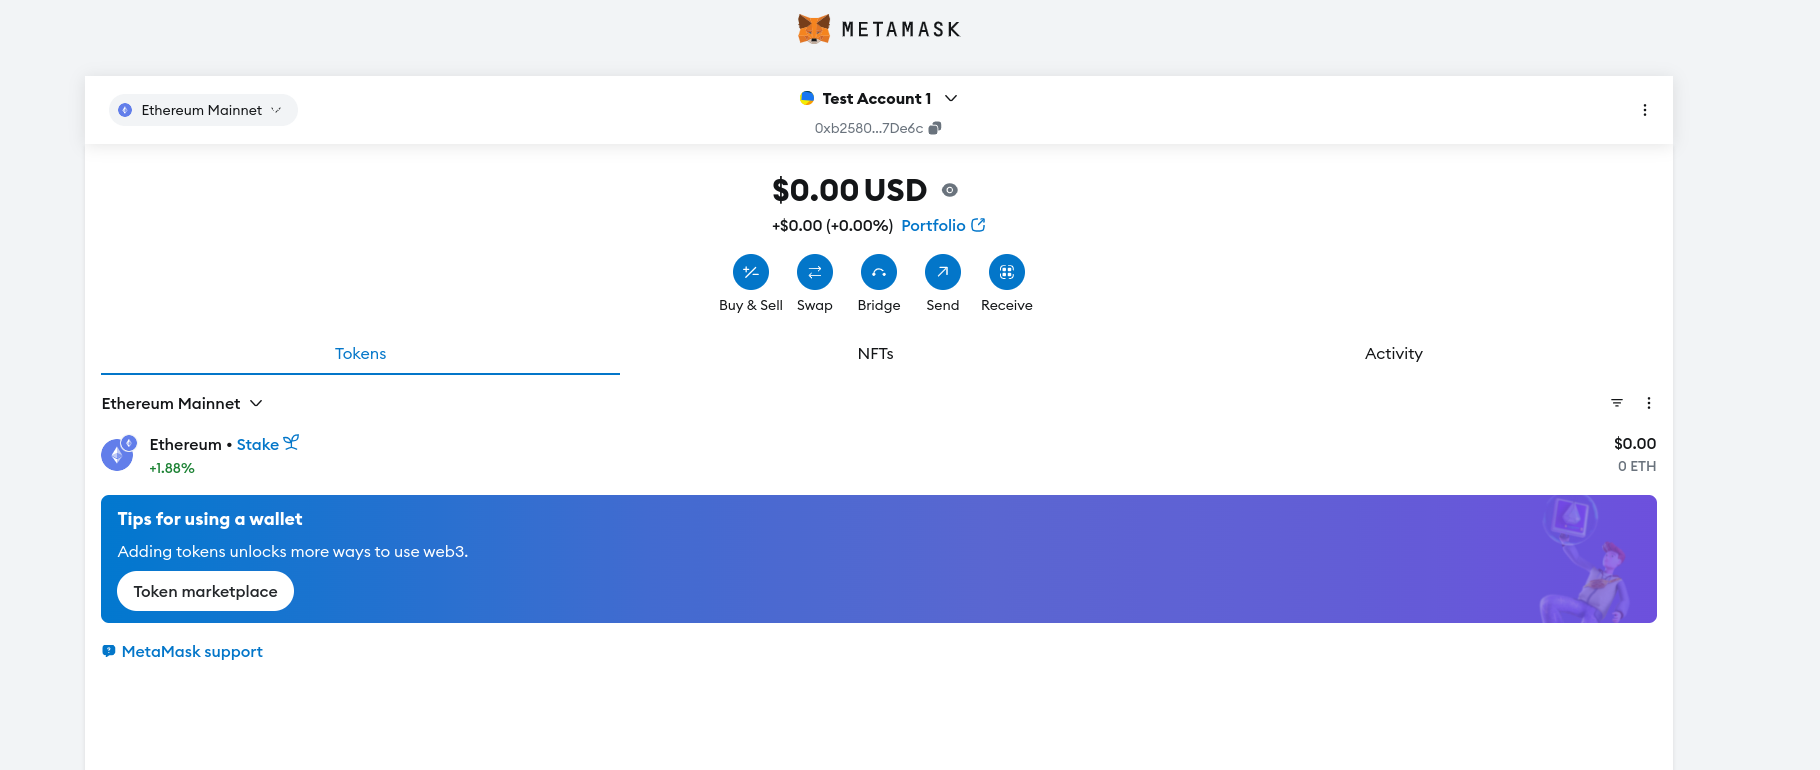 METAMASK
Ethereum Mainnet
Test Account 1
0xb2580...7De6c
$0.00 USD
+$0.00 (+0.00%) Portfolio
Buy & Sell Swap Bridge Send Receive
Tokens NFTs Activity
Ethereum Mainnet
Ethereum • Stake $0.00
+1.88% 0 ETH
Tips for using a wallet
Adding tokens unlocks more ways to use web3.
Token marketplace
MetaMask support